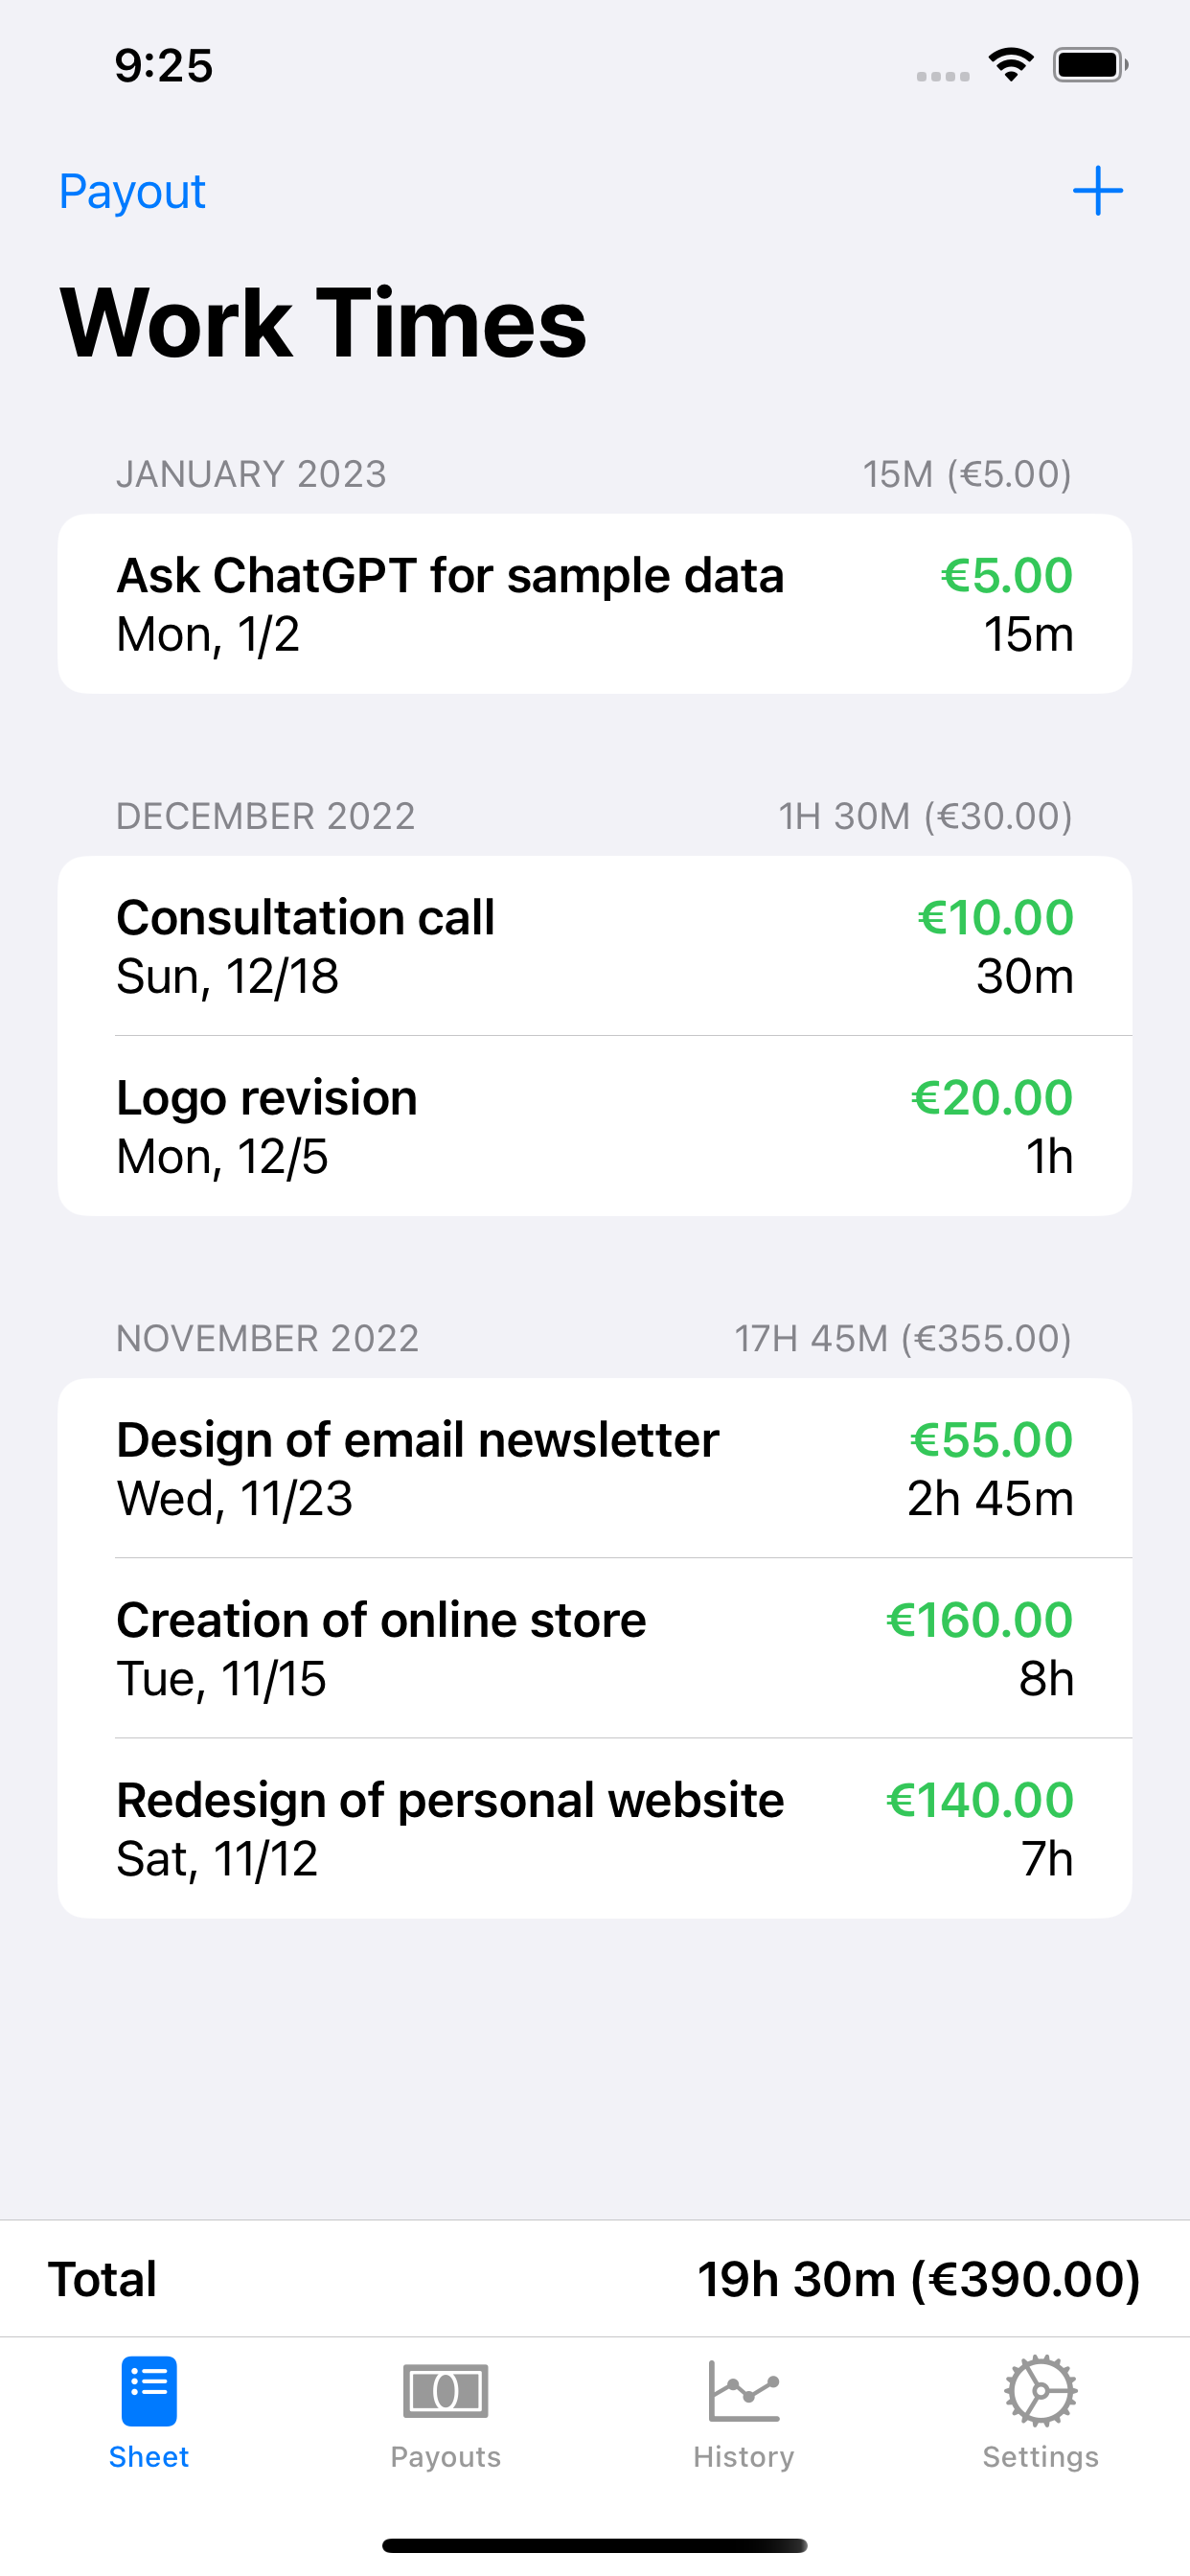 9:25
Payout
Work Times
JANUARY 2023 15M (€5.00)
Ask ChatGPT for sample data €5.00
Mon, 1/2 15m
DECEMBER 2022 1H 30M (€30.00)
Consultation call €10.00
Sun, 12/18 30m
Logo revision €20.00
Mon, 12/5 1h
NOVEMBER 2022 17H 45M (€355.00)
Design of email newsletter €55.00
Wed, 11/23 2h 45m
Creation of online store €160.00
Tue, 11/15 8h
Redesign of personal website €140.00
Sat, 11/12 7h
Total 19h 30m (€390.00)
Sheet Payouts History Settings